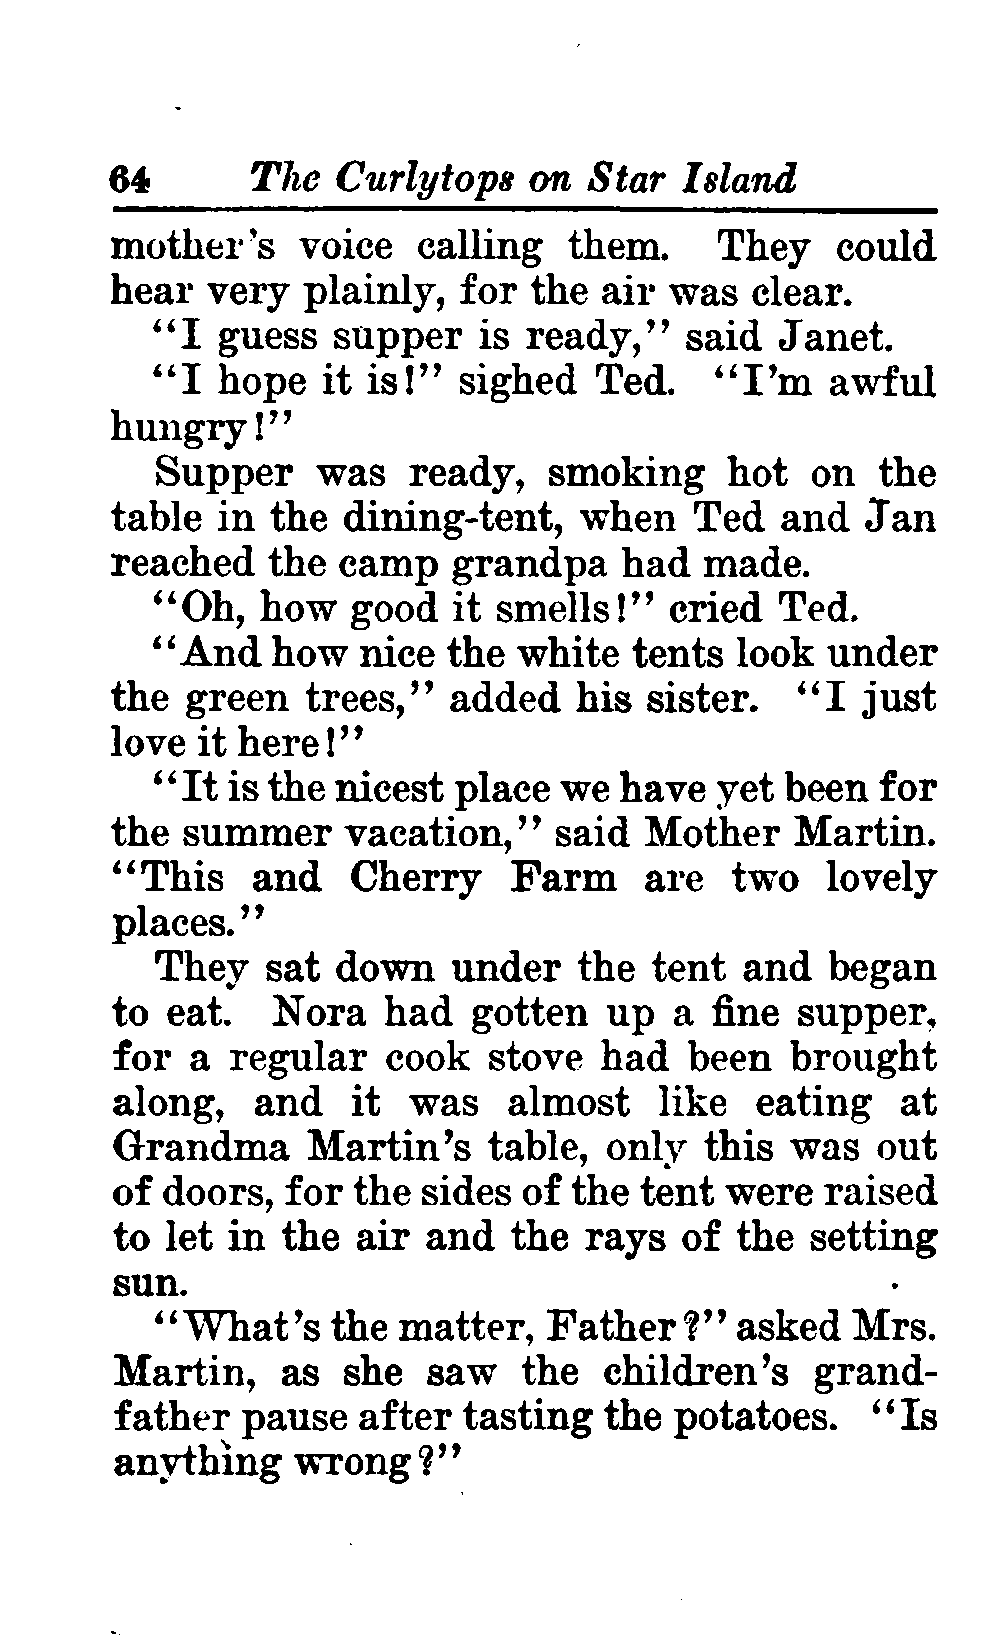 64 The Curlytops on Star Island
mother's voice calling them. They could
hear very plainly, for the air was clear.
"I guess supper is ready," said Janet.
"I hope it is!" sighed Ted. "I'm awful
hungry!"
Supper was ready, smoking hot on the
table in the dining-tent, when Ted and Jan
reached the camp grandpa had made.
"Oh, how good it smells!" cried Ted.
"And how nice the white tents look under
the green trees," added his sister. "I just
love it here!"
"It is the nicest place we have yet been for
the summer vacation," said Mother Martin.
"This and Cherry Farm are two lovely
places."
They sat down under the tent and began
to eat. Nora had gotten up a fine supper,
for a regular cook stove had been brought
along, and it was almost like eating at
Grandma Martin's table, only this was out
of doors, for the sides of the tent were raised
to let in the air and the rays of the setting
sun.
"What's the matter, Father?" asked Mrs.
Martin, as she saw the children's grand-
father pause after tasting the potatoes. "Is
anything wrong?"